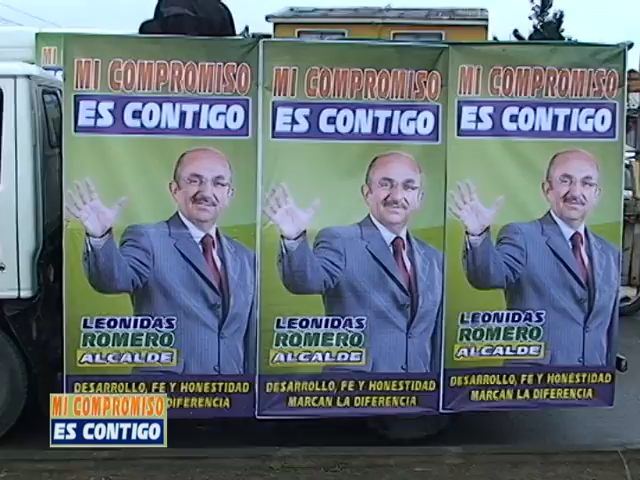 MI
MI COMPROMISO
ES CONTIGO
LEONIDAS
ROMERO
ALCALDE
DESARROLLO, FE Y HONESTIDAD
DIFERENCIA
MI COMPROMISO
ES CONTIGO
LEONIDAS
ROMERO
ALCALDE
DESARROLLO, FE Y HONESTIDAD
MARCAN LA DIFERENCIA
MI COMPROMISO
ES CONTIGO
LEONIDAS
ROMERO
ALCALDE
DESARROLLO, FE Y HONESTIDAD
MARCAN LA DIFERENCIA
MI COMPROMISO
ES CONTIGO